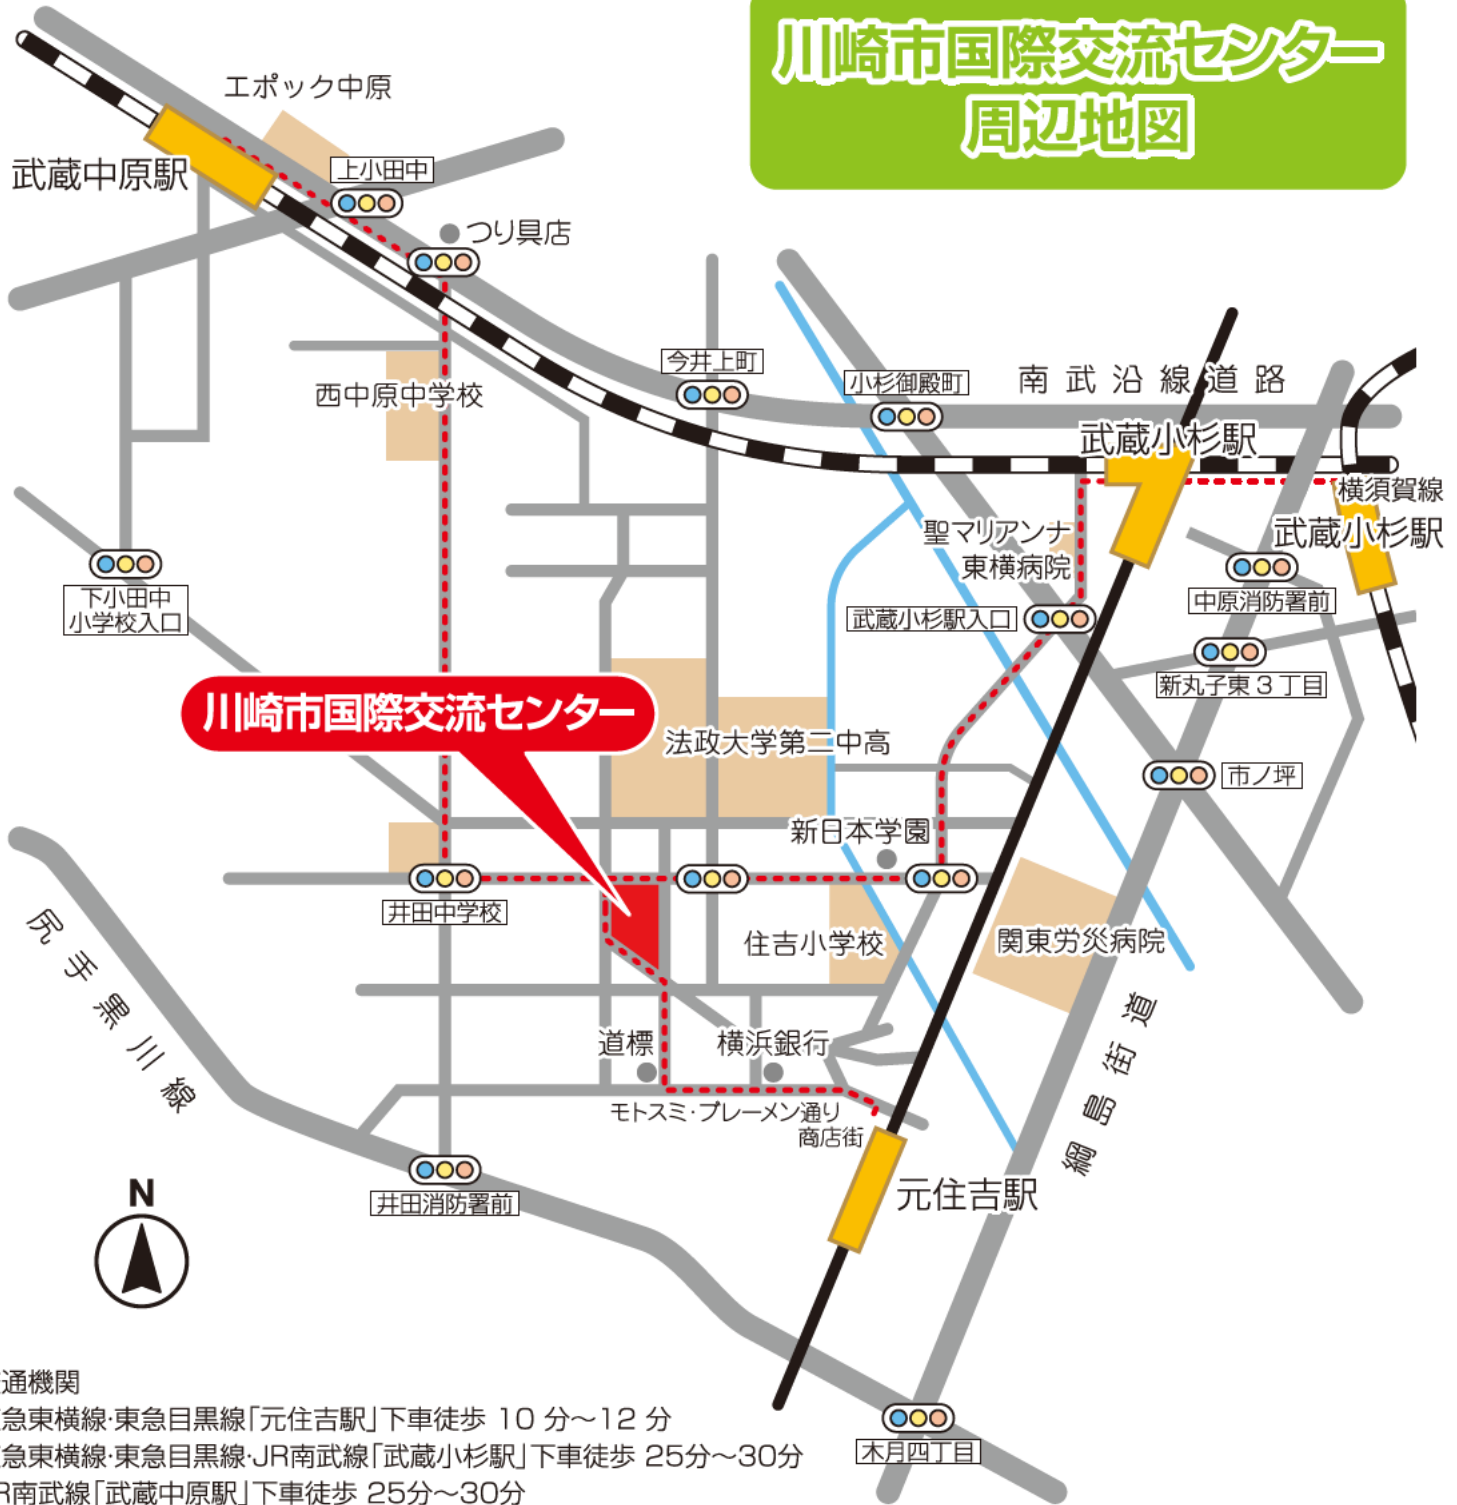 川崎市国際交流センター
周辺地図
エポック中原
武蔵中原駅
上小田中
つり具店
今井上町
小杉御殿町
南武沿線道路
西中原中学校
武蔵小杉駅
横須賀線
武蔵小杉駅
聖マリアンナ
東横病院
下小田中
小学校入口
武蔵小杉駅入口
中原消防署前
新丸子東3丁目
川崎市国際交流センター
法政大学第二中高
市ノ坪
新日本学園
井田中学校
住吉小学校
関東労災病院
尻手黒川線
道標
横浜銀行
綱島街道
モトスミ・ブレーメン通り
商店街
井田消防署前
元住吉駅
N
通機関
急東横線・東急目黒線「元住吉駅」下車徒歩 10 分～12 分
急東横線・東急目黒線・JR南武線「武蔵小杉駅」下車徒歩 25分～30分
R南武線「武蔵中原駅」下車徒歩 25分～30分
木月四丁目